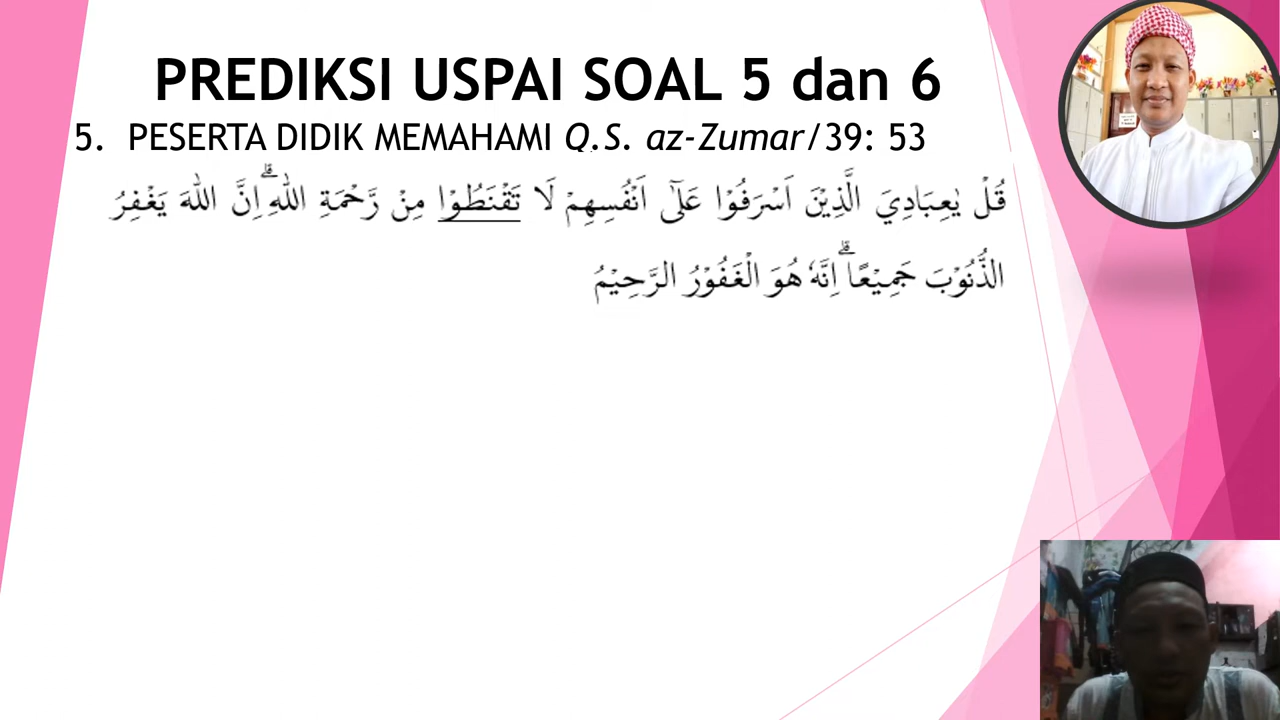 PREDIKSI USPAI SOAL 5 dan 6
5. PESERTA DIDIK MEMAHAMI Q.S. az-Zumar/39: 53
قُلْ يٰعِبَادِيَ الَّذِيْنَ اَسْرَفُوْا عَلٰٓى اَنْفُسِهِمْ لَا تَقْنَطُوْا مِنْ رَّحْمَةِ اللّٰهِ ۗاِنَّ اللّٰهَ يَغْفِرُ
الذُّنُوْبَ جَمِيْعًا ۗاِنَّهٗ هُوَ الْغَفُوْرُ الرَّحِيْمُ